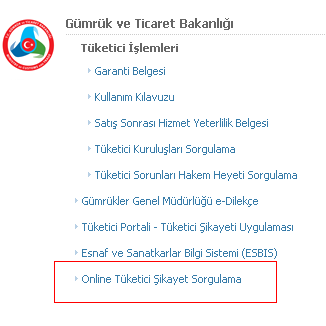 Gümrük ve Ticaret Bakanlığı
Tüketici İşlemleri
Garanti Belgesi
Kullanım Kılavuzu
Satış Sonrası Hizmet Yeterlilik Belgesi
Tüketici Kuruluşları Sorgulama
Tüketici Sorunları Hakem Heyeti Sorgulama
Gümrükler Genel Müdürlüğü e-Dilekçe
Tüketici Portali - Tüketici Şikayeti Uygulaması
Esnaf ve Sanatkarlar Bilgi Sistemi (ESBİS)
Online Tüketici Şikayet Sorgulama